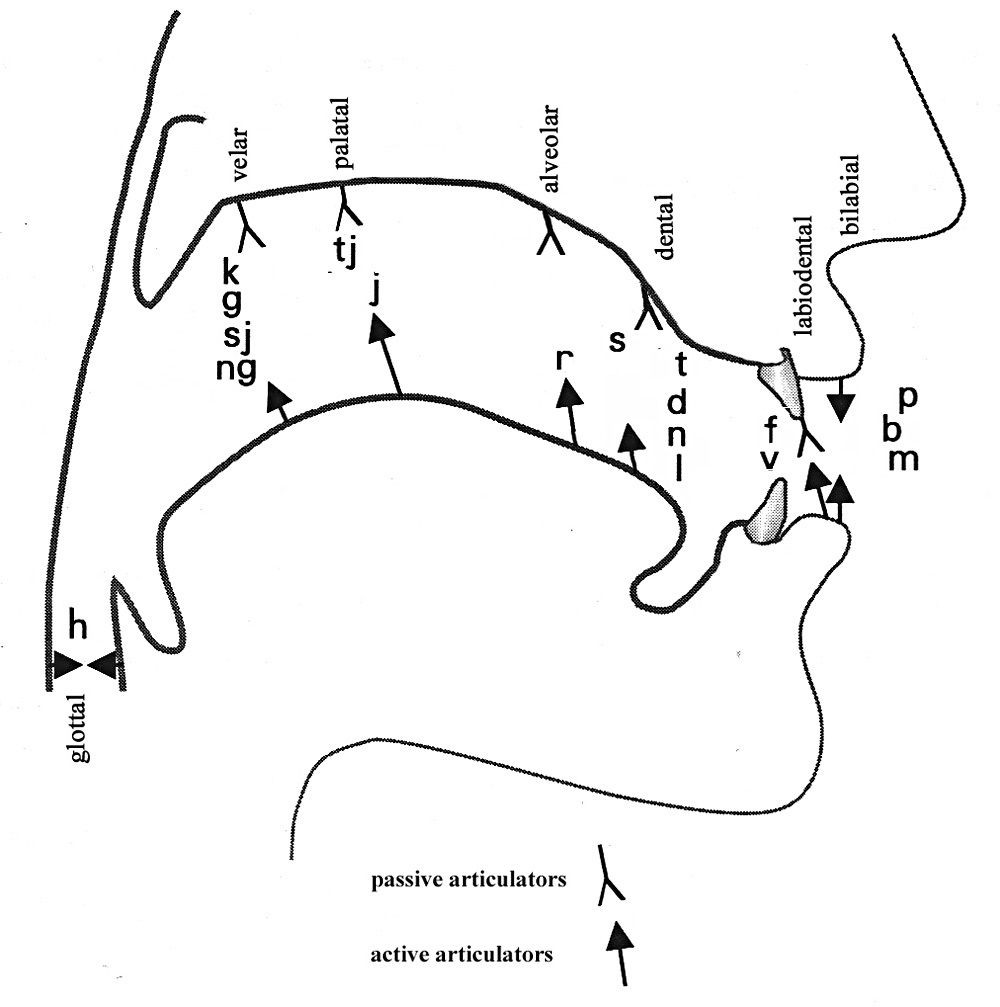 velar
palatal
alveolar
dental
labiodental
bilabial
k
g
sj
ng
tj
j
r
s
t
d
n
l
f
v
p
b
m
h
glottal
passive articulators
active articulators